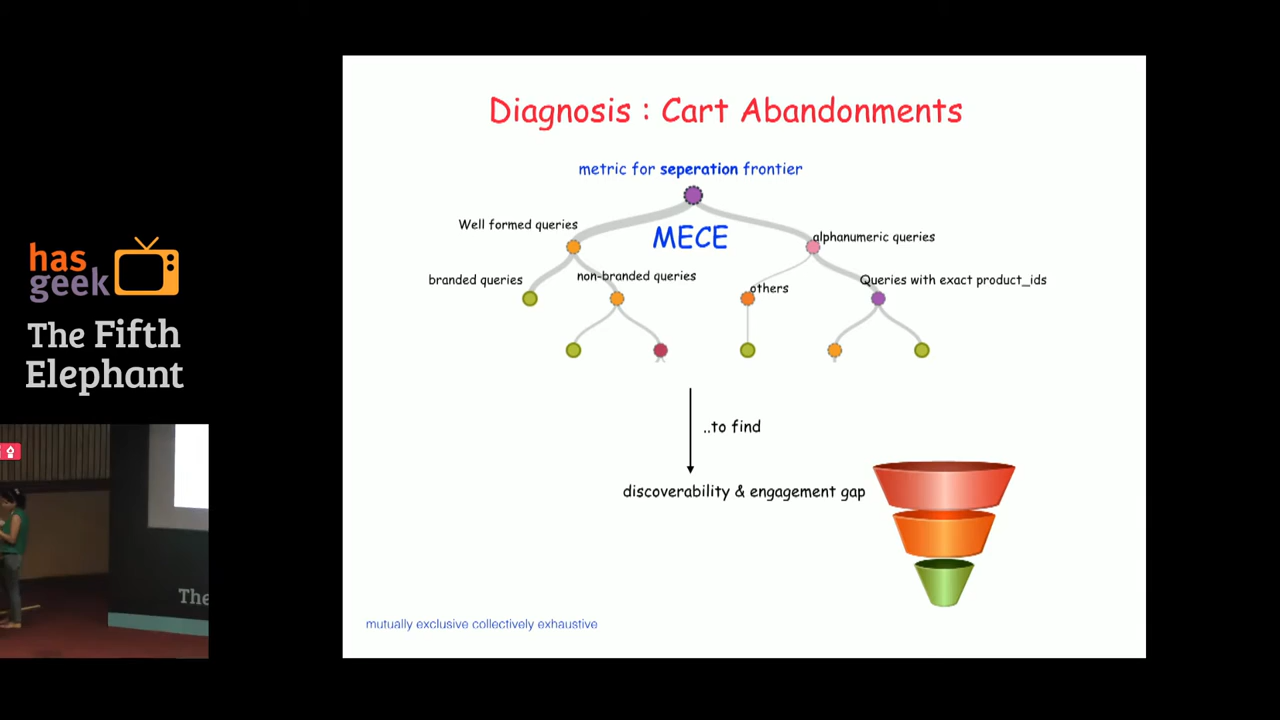 has
geek
The Fifth
Elephant
The
Diagnosis : Cart Abandonments
metric for seperation frontier
Well formed queries
MECE
alphanumeric queries
branded queries
non-branded queries
others
Queries with exact product_ids
..to find
discoverability & engagement gap
mutually exclusive collectively exhaustive